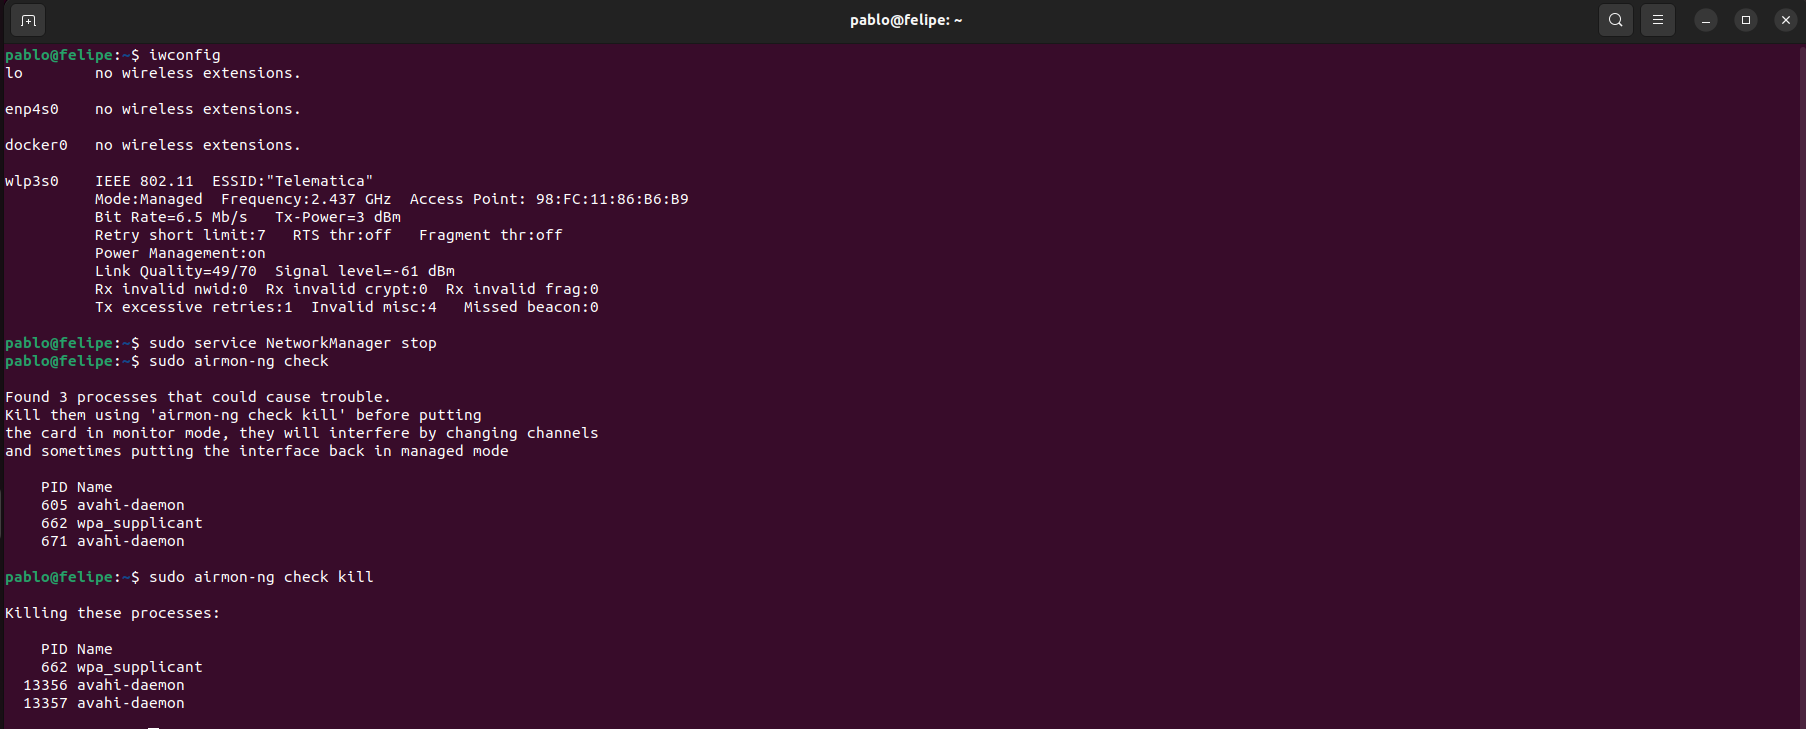 pablo@felipe: ~
pablo@felipe:~$ iwconfig
lo        no wireless extensions.
enp4s0    no wireless extensions.
docker0   no wireless extensions.
wlp3s0    IEEE 802.11  ESSID:"Telematica"
          Mode:Managed  Frequency:2.437 GHz  Access Point: 98:FC:11:86:B6:B9
          Bit Rate=6.5 Mb/s   Tx-Power=3 dBm
          Retry short limit:7   RTS thr:off   Fragment thr:off
          Power Management:on
          Link Quality=49/70  Signal level=-61 dBm
          Rx invalid nwid:0  Rx invalid crypt:0  Rx invalid frag:0
          Tx excessive retries:1  Invalid misc:4   Missed beacon:0
pablo@felipe:~$ sudo service NetworkManager stop
pablo@felipe:~$ sudo airmon-ng check
Found 3 processes that could cause trouble.
Kill them using 'airmon-ng check kill' before putting
the card in monitor mode, they will interfere by changing channels
and sometimes putting the interface back in managed mode
    PID Name
    605 avahi-daemon
    662 wpa_supplicant
    671 avahi-daemon
pablo@felipe:~$ sudo airmon-ng check kill
Killing these processes:
    PID Name
    662 wpa_supplicant
  13356 avahi-daemon
  13357 avahi-daemon